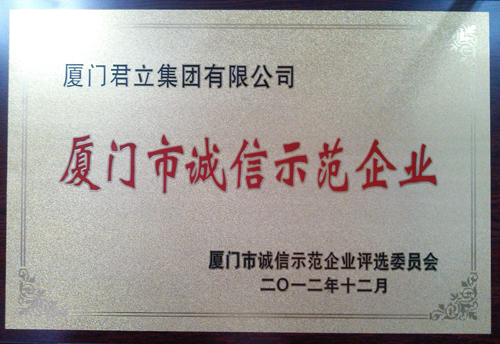 厦门君立集团有限公司
厦门市诚信示范企业
厦门市诚信示范企业评选委员会
二〇一二年十二月